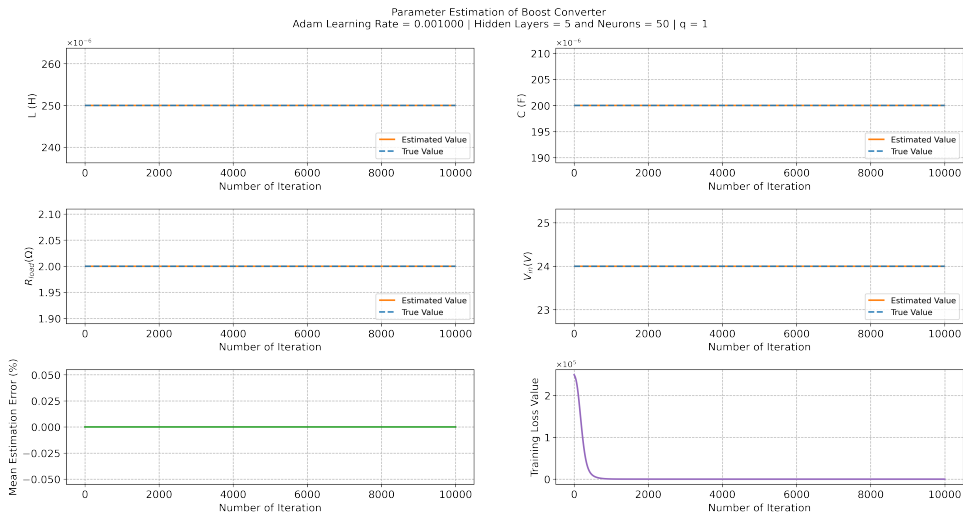 Parameter Estimation of Boost Converter
Adam Learning Rate = 0.001000 | Hidden Layers = 5 and Neurons = 50 | q = 1
×10⁻⁶
260
250
240
L (H)
0 2000 4000 6000 8000 10000
Number of Iteration
Estimated Value
True Value
×10⁻⁶
210
205
200
195
190
C (F)
0 2000 4000 6000 8000 10000
Number of Iteration
Estimated Value
True Value
2.10
2.05
2.00
1.95
1.90
R_load(Ω)
0 2000 4000 6000 8000 10000
Number of Iteration
Estimated Value
True Value
25
24
23
V_in(V)
0 2000 4000 6000 8000 10000
Number of Iteration
Estimated Value
True Value
0.050
0.025
0.000
−0.025
−0.050
Mean Estimation Error (%)
0 2000 4000 6000 8000 10000
Number of Iteration
×10⁵
2
1
0
Training Loss Value
0 2000 4000 6000 8000 10000
Number of Iteration